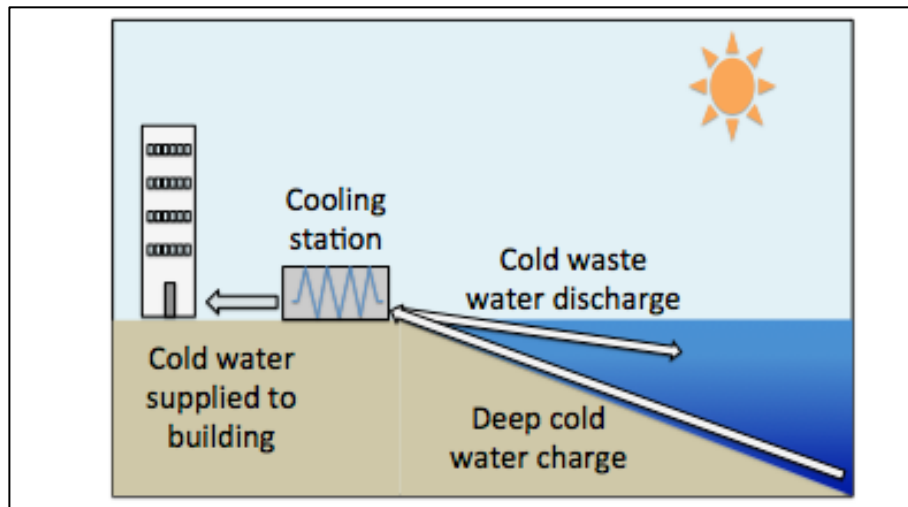 Cooling
station
Cold waste
water discharge
Cold water
supplied to
building
Deep cold
water charge